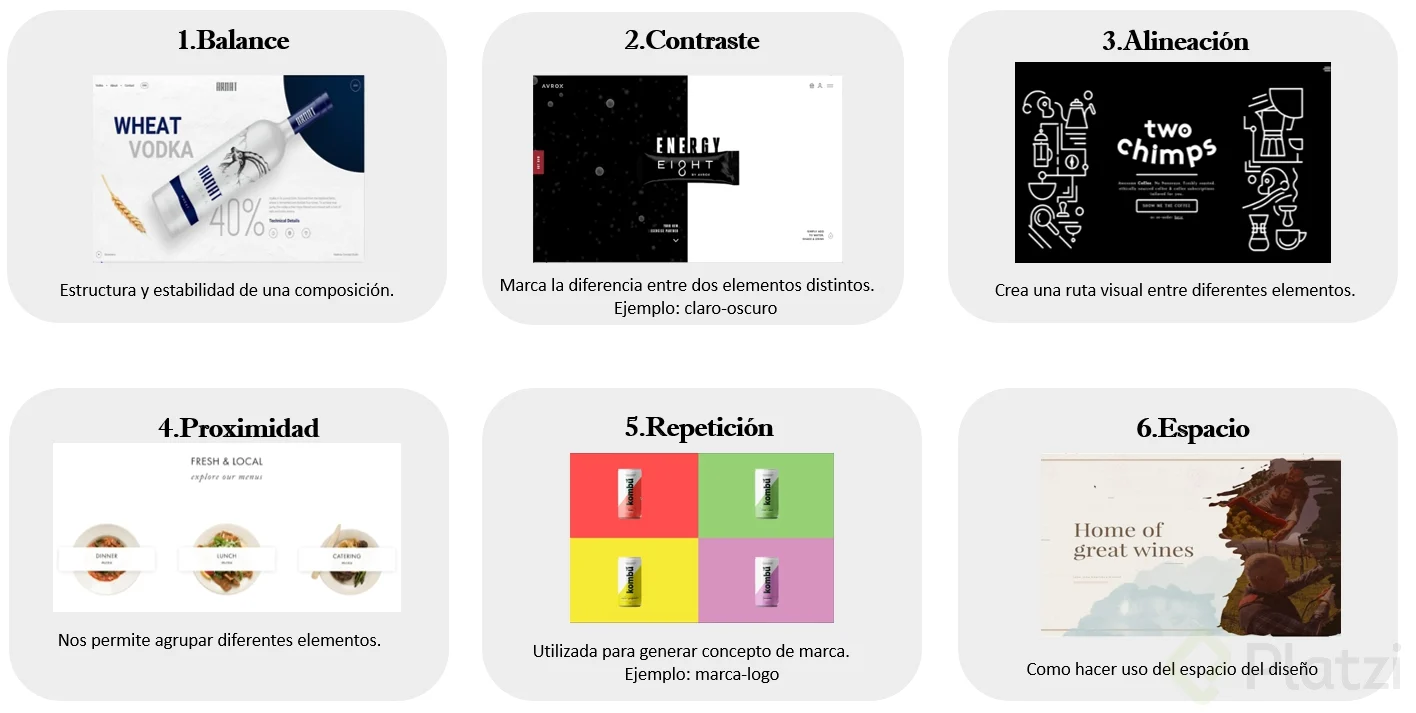 1.Balance
WHEAT
VODKA
40%
Technical Details
Estructura y estabilidad de una composición.
2.Contraste
AVROX
ENERGY
EIGHT
BY AVROX
Marca la diferencia entre dos elementos distintos.
Ejemplo: claro-oscuro
3.Alineación
two
chimps
SHOW ME THE COFFEE
Crea una ruta visual entre diferentes elementos.
4.Proximidad
FRESH & LOCAL
explore our menus
DINNER
LUNCH
CATERING
Nos permite agrupar diferentes elementos.
5.Repetición
kombü
kombü
kombü
kombü
Utilizada para generar concepto de marca.
Ejemplo: marca-logo
6.Espacio
Home of
great wines
Como hacer uso del espacio del diseño
Platzi